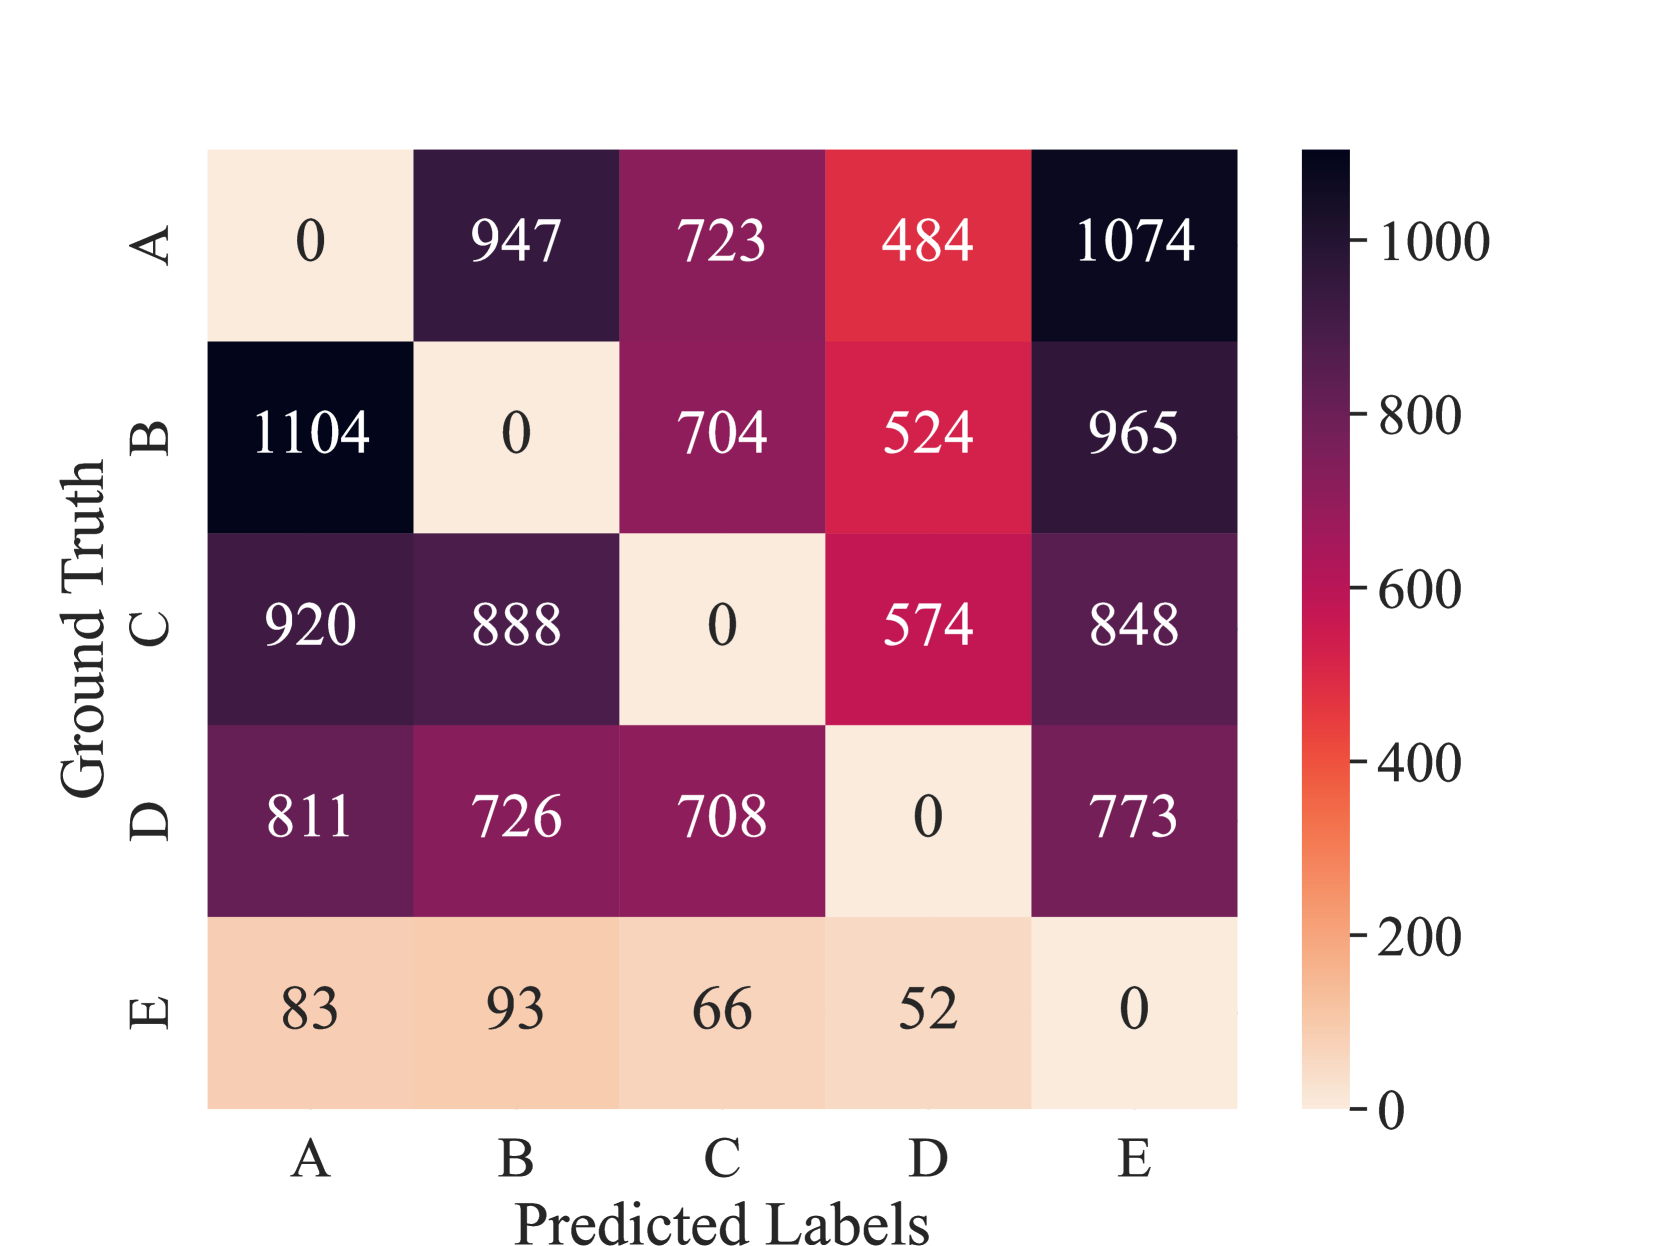 A 0 947 723 484 1074
B 1104 0 704 524 965
C 920 888 0 574 848
D 811 726 708 0 773
E 83 93 66 52 0
A B C D E
Predicted Labels
Ground Truth
1000
800
600
400
200
0